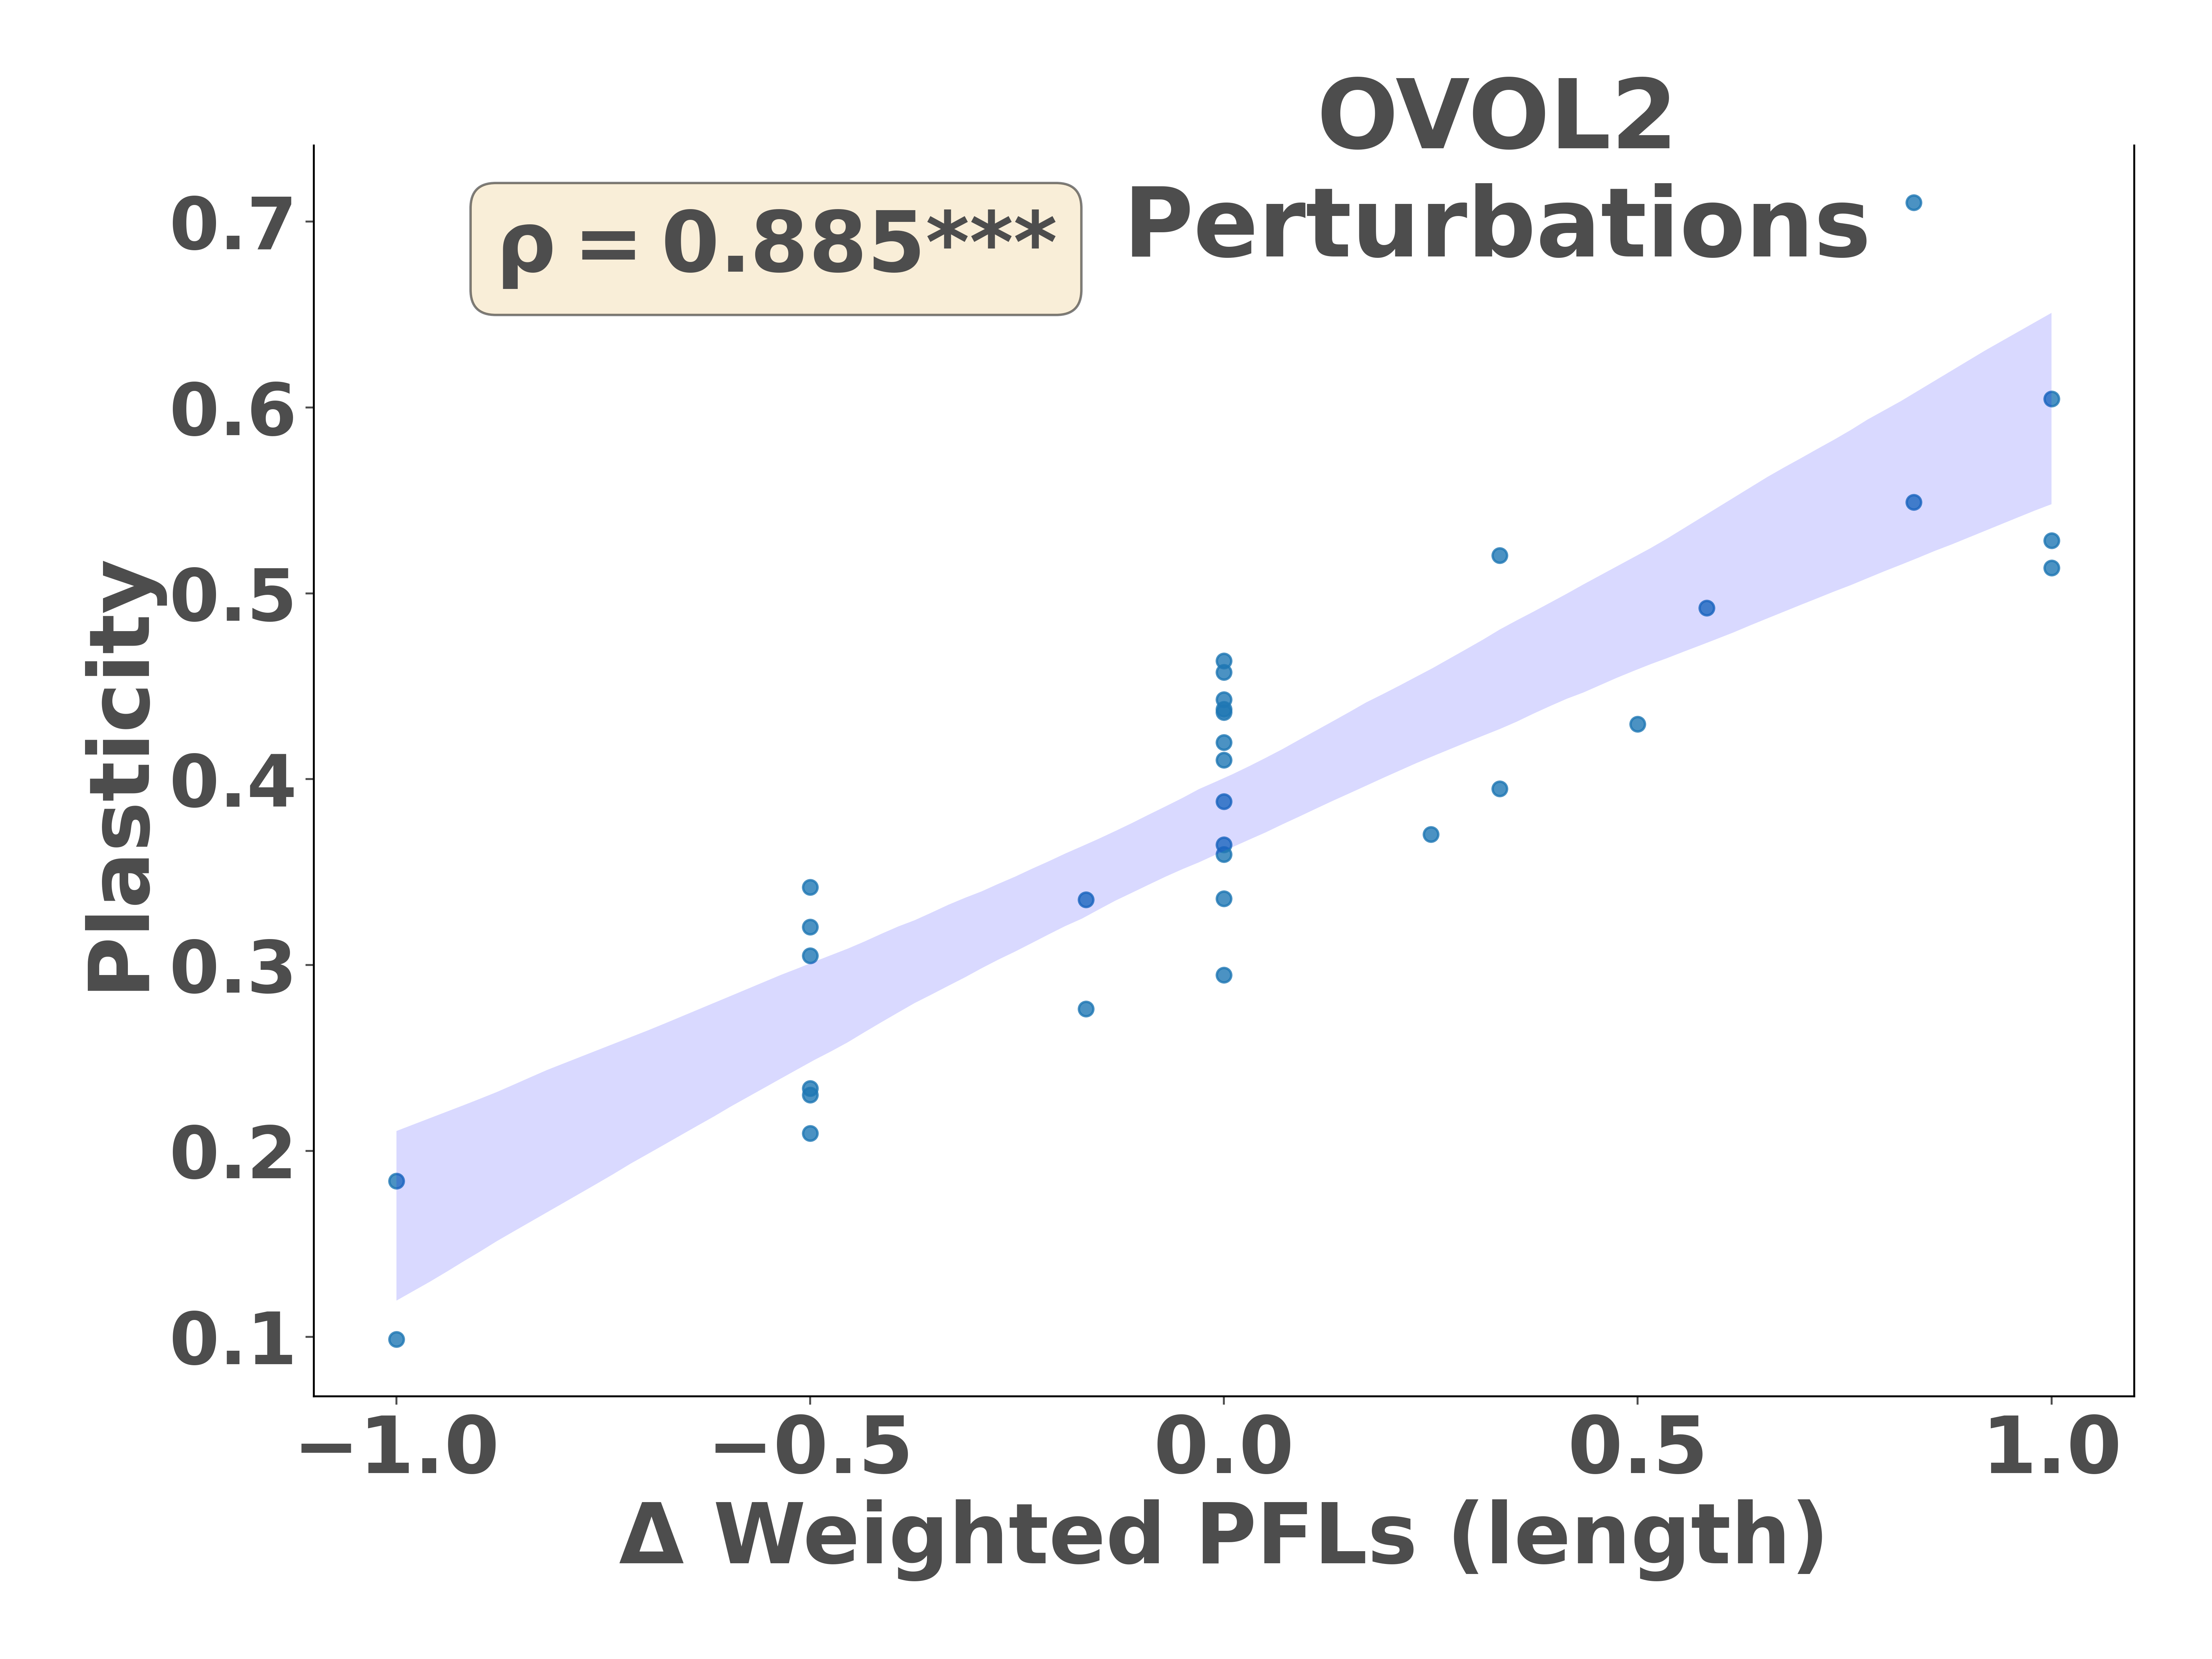 OVOL2
Perturbations
ρ = 0.885***
Plasticity
0.7
0.6
0.5
0.4
0.3
0.2
0.1
−1.0
−0.5
0.0
0.5
1.0
Δ Weighted PFLs (length)